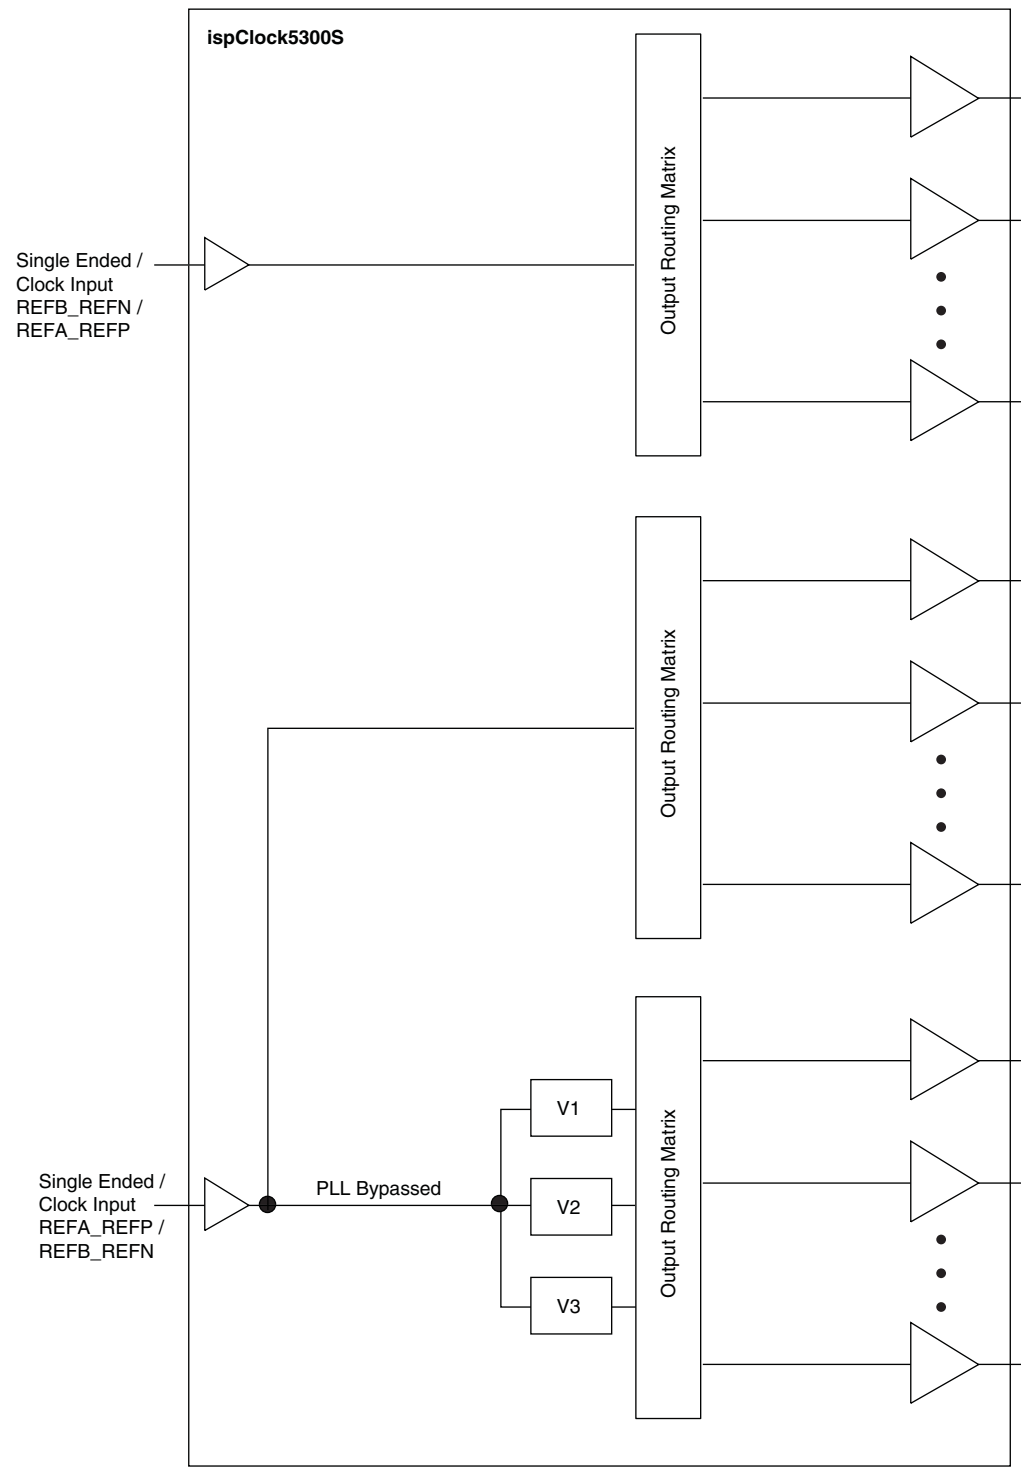 ispClock5300S
Output Routing Matrix
Single Ended /
Clock Input
REFB_REFN /
REFA_REFP
Output Routing Matrix
V1
Output Routing Matrix
Single Ended /
Clock Input
REFA_REFP /
REFB_REFN
PLL Bypassed
V2
V3